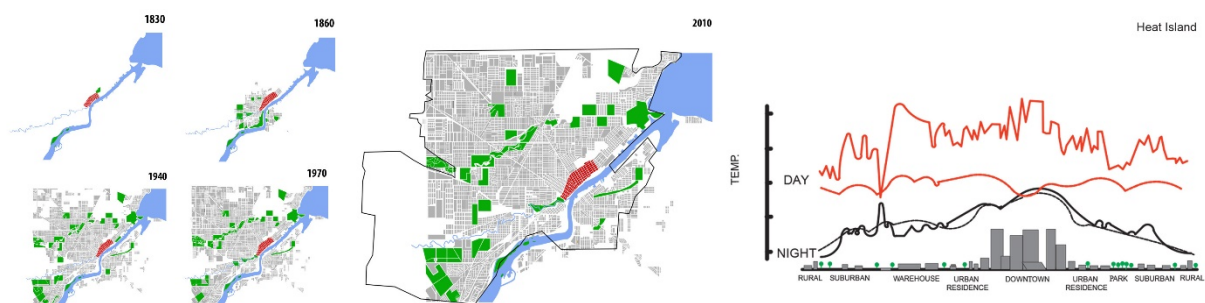 1830
1860
1940
1970
2010
Heat Island
TEMP.
DAY
NIGHT
RURAL SUBURBAN WAREHOUSE URBAN RESIDENCE DOWNTOWN URBAN RESIDENCE PARK SUBURBAN RURAL